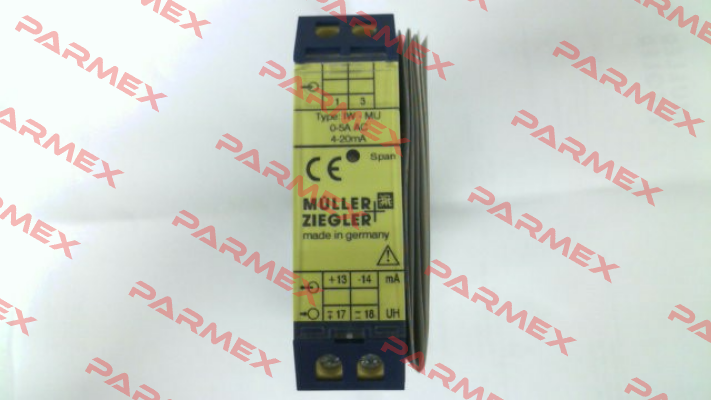 1 3
Type: IW - MU
0-5A AC
4-20mA
Span
CE
MÜLLER
ZIEGLER
made in germany
+13 -14 mA
17 18 UH
PARMEX